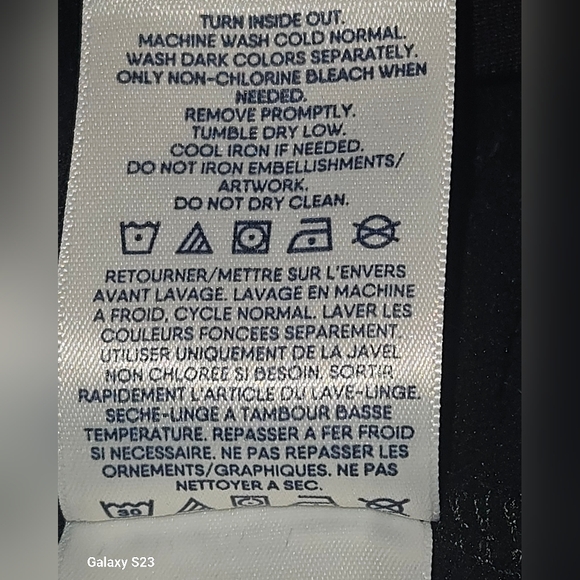 TURN INSIDE OUT.
MACHINE WASH COLD NORMAL.
WASH DARK COLORS SEPARATELY.
ONLY NON-CHLORINE BLEACH WHEN
NEEDED.
REMOVE PROMPTLY.
TUMBLE DRY LOW.
COOL IRON IF NEEDED.
DO NOT IRON EMBELLISHMENTS/
ARTWORK.
DO NOT DRY CLEAN.
RETOURNER/METTRE SUR L'ENVERS
AVANT LAVAGE. LAVAGE EN MACHINE
A FROID, CYCLE NORMAL. LAVER LES
COULEURS FONCEES SEPAREMENT.
UTILISER UNIQUEMENT DE LA JAVEL
NON CHLOREE SI BESOIN. SORTIR
RAPIDEMENT L'ARTICLE DU LAVE-LINGE.
SECHE-LINGE A TAMBOUR BASSE
TEMPERATURE. REPASSER A FER FROID
SI NECESSAIRE. NE PAS REPASSER LES
ORNEMENTS/GRAPHIQUES. NE PAS
NETTOYER A SEC.
30
Galaxy S23